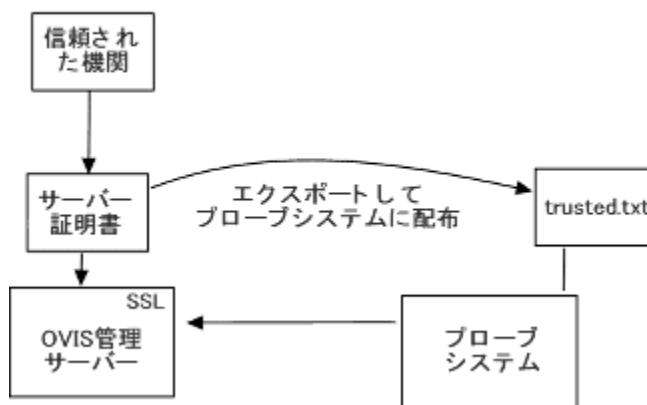 信頼され
た機関
サーバー
証明書
エクスポートして
プローブシステムに配布
trusted.txt
SSL
OVIS管理
サーバー
プローブ
システム